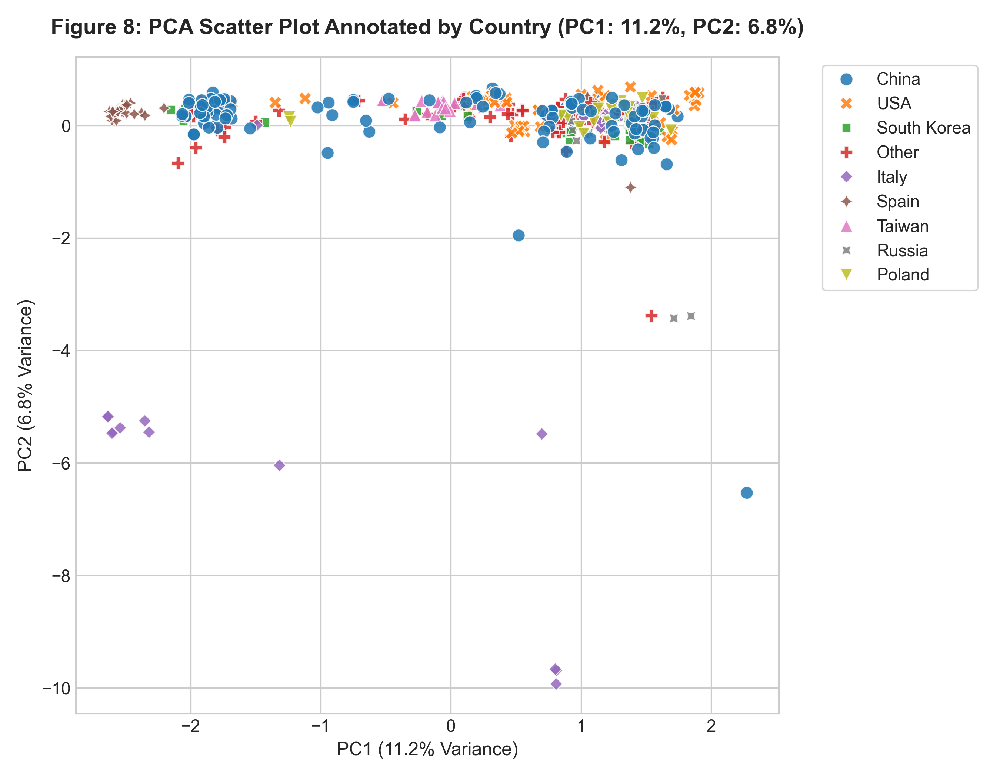 Figure 8: PCA Scatter Plot Annotated by Country (PC1: 11.2%, PC2: 6.8%)
China
USA
South Korea
Other
Italy
Spain
Taiwan
Russia
Poland
PC2 (6.8% Variance)
0
−2
−4
−6
−8
−10
−2
−1
0
1
2
PC1 (11.2% Variance)